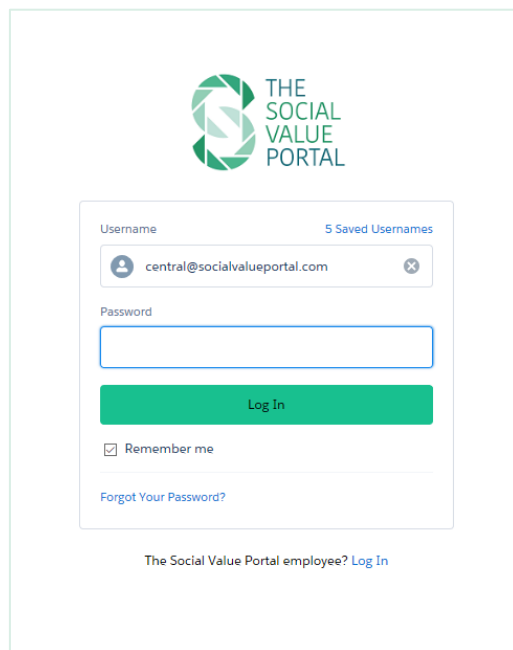 THE
SOCIAL
VALUE
PORTAL
Username 5 Saved Usernames
central@socialvalueportal.com
Password
Log In
Remember me
Forgot Your Password?
The Social Value Portal employee? Log In